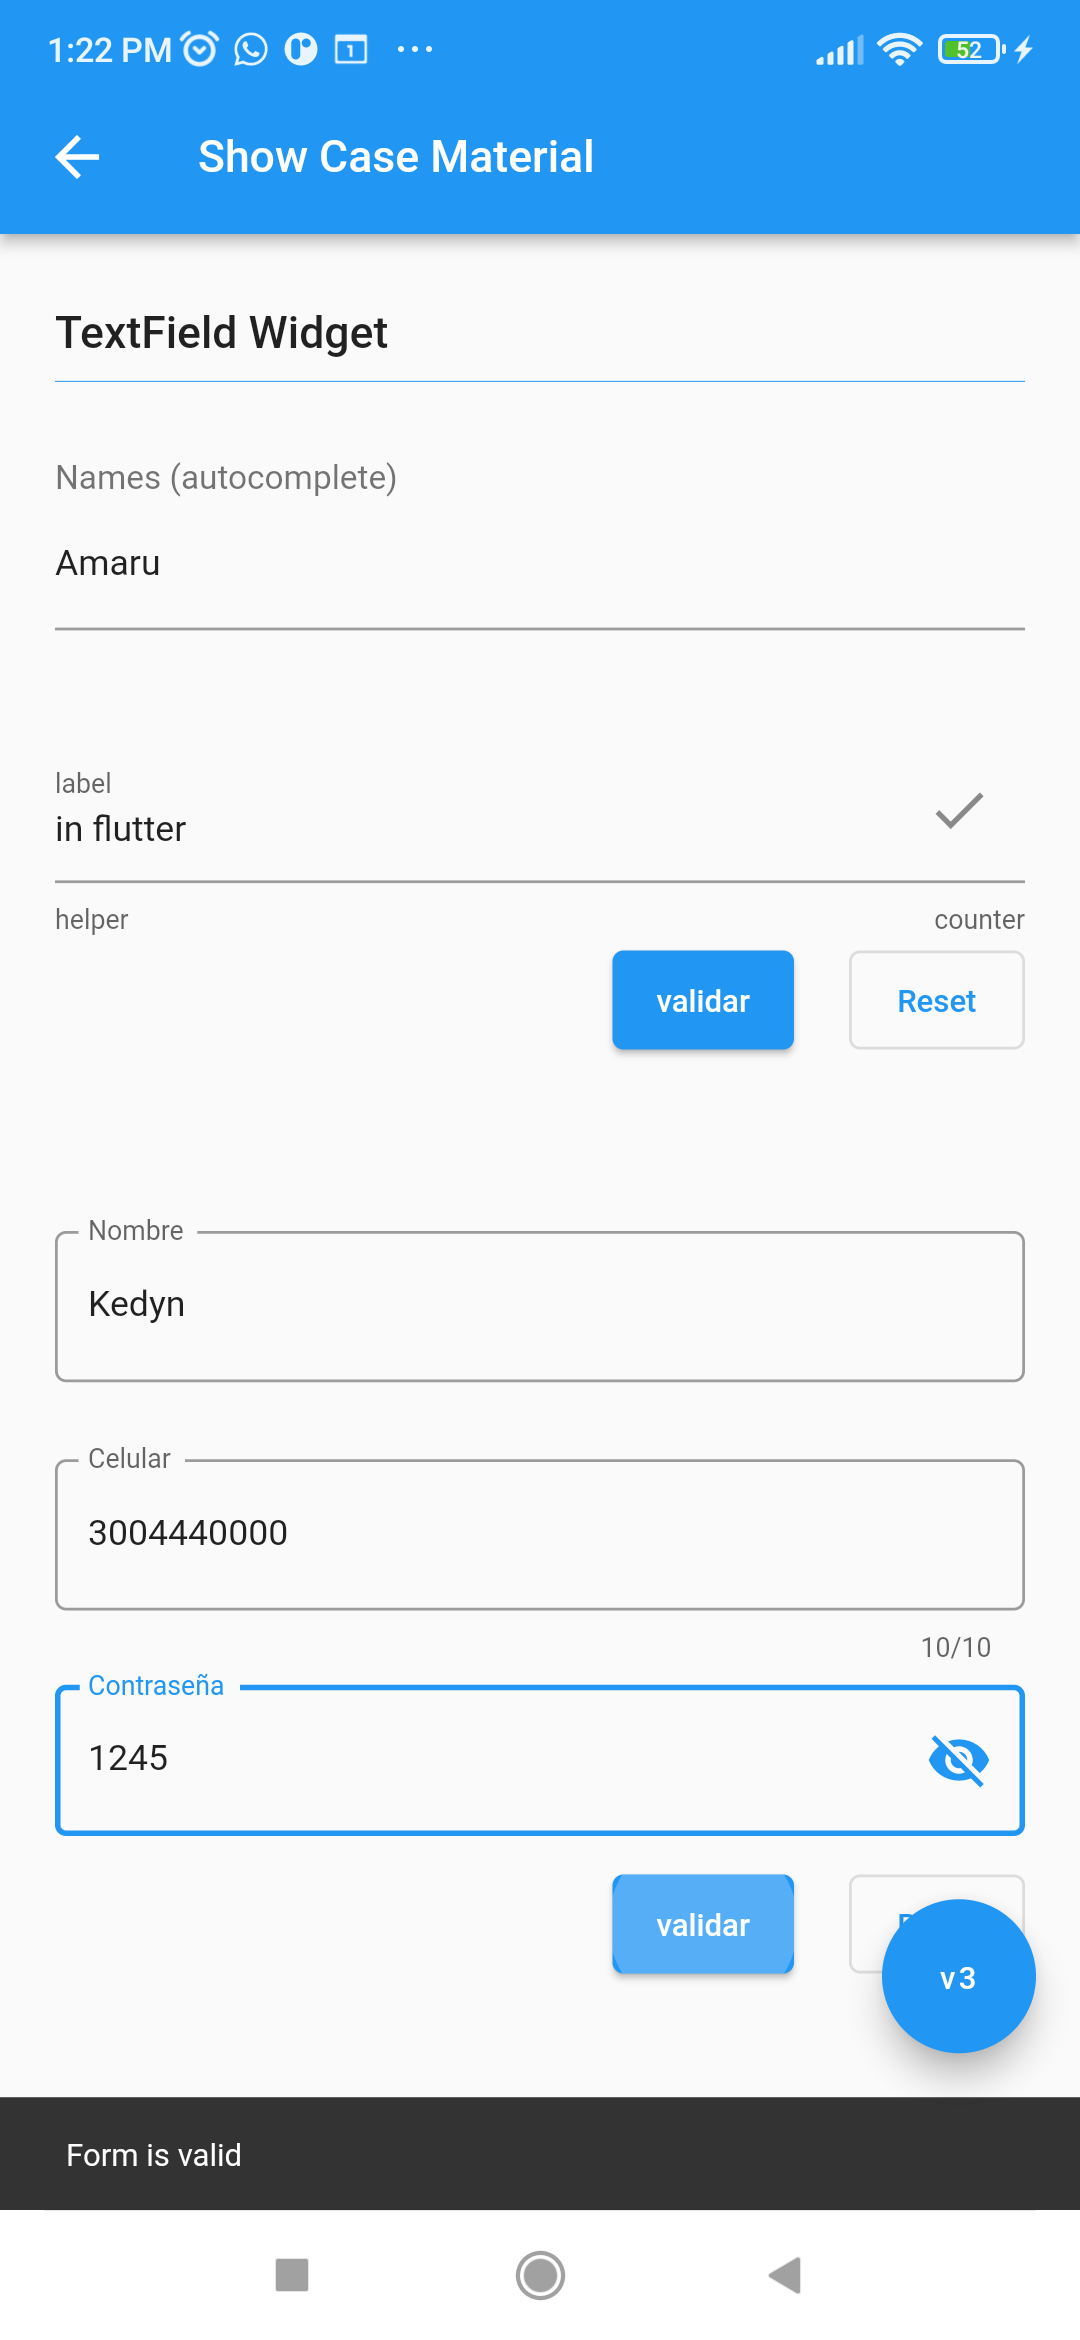 1:22 PM
52
Show Case Material
TextField Widget
Names (autocomplete)
Amaru
label
in flutter
helper counter
validar Reset
Nombre
Kedyn
Celular
3004440000
10/10
Contraseña
1245
validar
v3
Form is valid